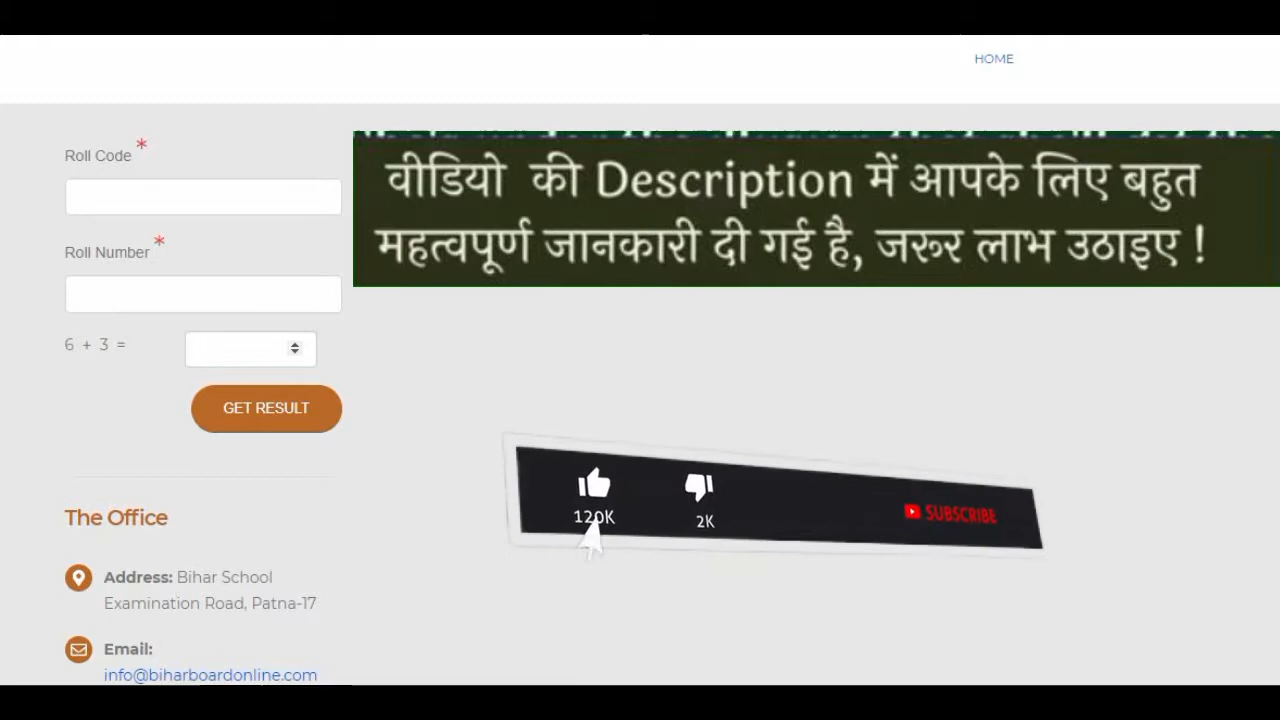 HOME
Roll Code *
वीडियो की Description में आपके लिए बहुत
महत्वपूर्ण जानकारी दी गई है, जरूर लाभ उठाइए !
Roll Number *
6 + 3 =
GET RESULT
120K
2K
SUBSCRIBE
The Office
Address: Bihar School
Examination Road, Patna-17
Email:
info@biharboardonline.com